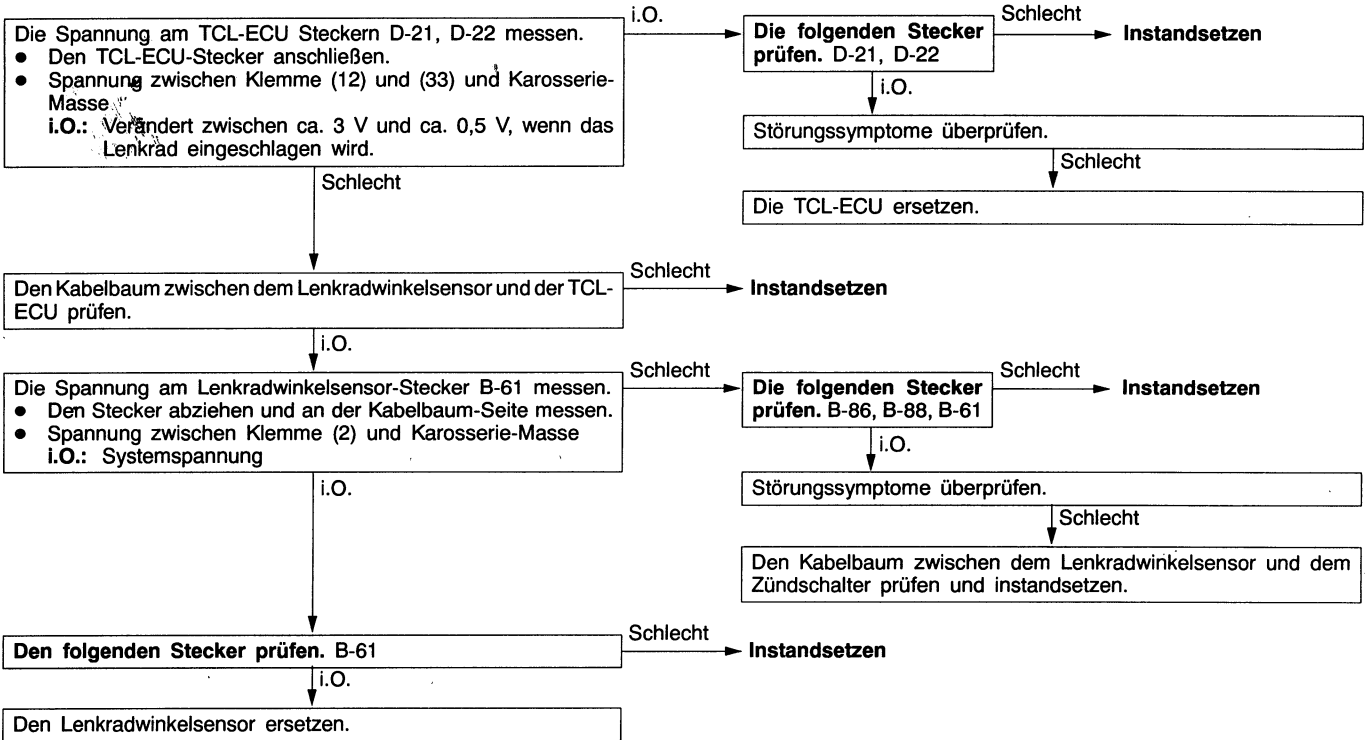 Die Spannung am TCL-ECU Steckern D-21, D-22 messen.
● Den TCL-ECU-Stecker anschließen.
● Spannung zwischen Klemme (12) und (33) und Karosserie-
Masse
i.O.: Verändert zwischen ca. 3 V und ca. 0,5 V, wenn das
Lenkrad eingeschlagen wird.
i.O.
Die folgenden Stecker
prüfen. D-21, D-22
Schlecht
Instandsetzen
i.O.
Störungssymptome überprüfen.
Schlecht
Die TCL-ECU ersetzen.
Schlecht
Den Kabelbaum zwischen dem Lenkradwinkelsensor und der TCL-
ECU prüfen.
Schlecht
Instandsetzen
i.O.
Die Spannung am Lenkradwinkelsensor-Stecker B-61 messen.
● Den Stecker abziehen und an der Kabelbaum-Seite messen.
● Spannung zwischen Klemme (2) und Karosserie-Masse
i.O.: Systemspannung
Schlecht
Die folgenden Stecker
prüfen. B-86, B-88, B-61
Schlecht
Instandsetzen
i.O.
Störungssymptome überprüfen.
Schlecht
Den Kabelbaum zwischen dem Lenkradwinkelsensor und dem
Zündschalter prüfen und instandsetzen.
i.O.
Den folgenden Stecker prüfen. B-61
Schlecht
Instandsetzen
i.O.
Den Lenkradwinkelsensor ersetzen.